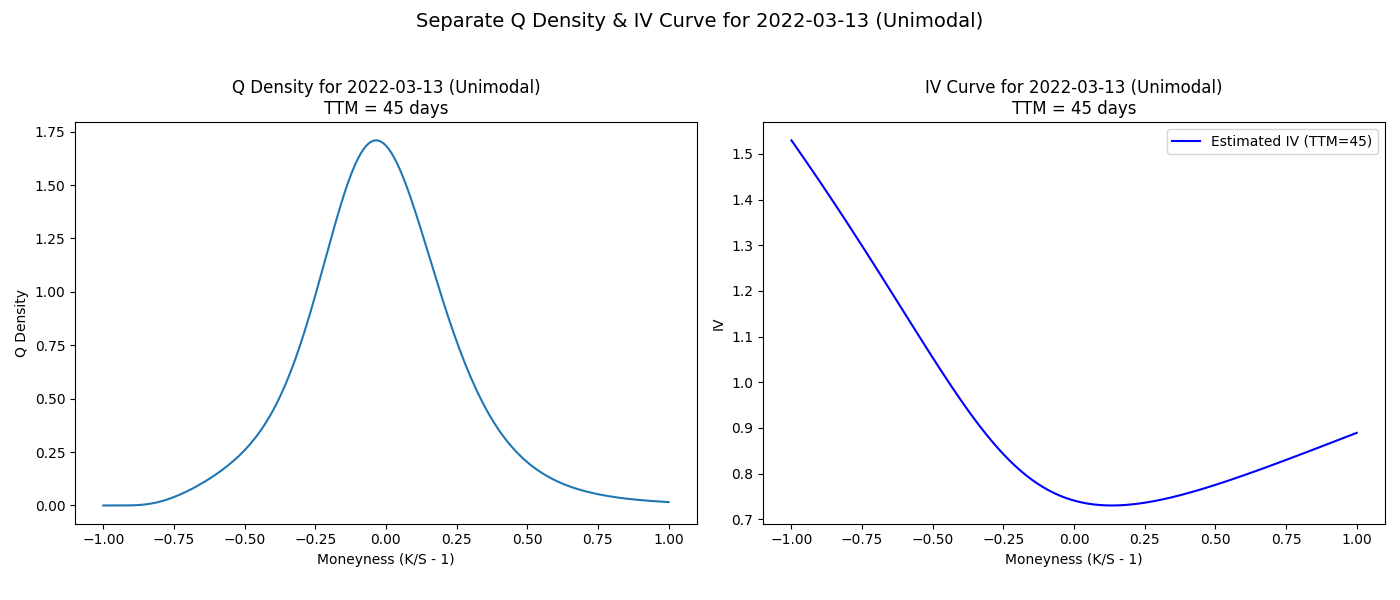 Separate Q Density & IV Curve for 2022-03-13 (Unimodal)
Q Density for 2022-03-13 (Unimodal)
TTM = 45 days
Q Density
1.75
1.50
1.25
1.00
0.75
0.50
0.25
0.00
−1.00 −0.75 −0.50 −0.25 0.00 0.25 0.50 0.75 1.00
Moneyness (K/S - 1)
IV Curve for 2022-03-13 (Unimodal)
TTM = 45 days
Estimated IV (TTM=45)
IV
1.5
1.4
1.3
1.2
1.1
1.0
0.9
0.8
0.7
−1.00 −0.75 −0.50 −0.25 0.00 0.25 0.50 0.75 1.00
Moneyness (K/S - 1)